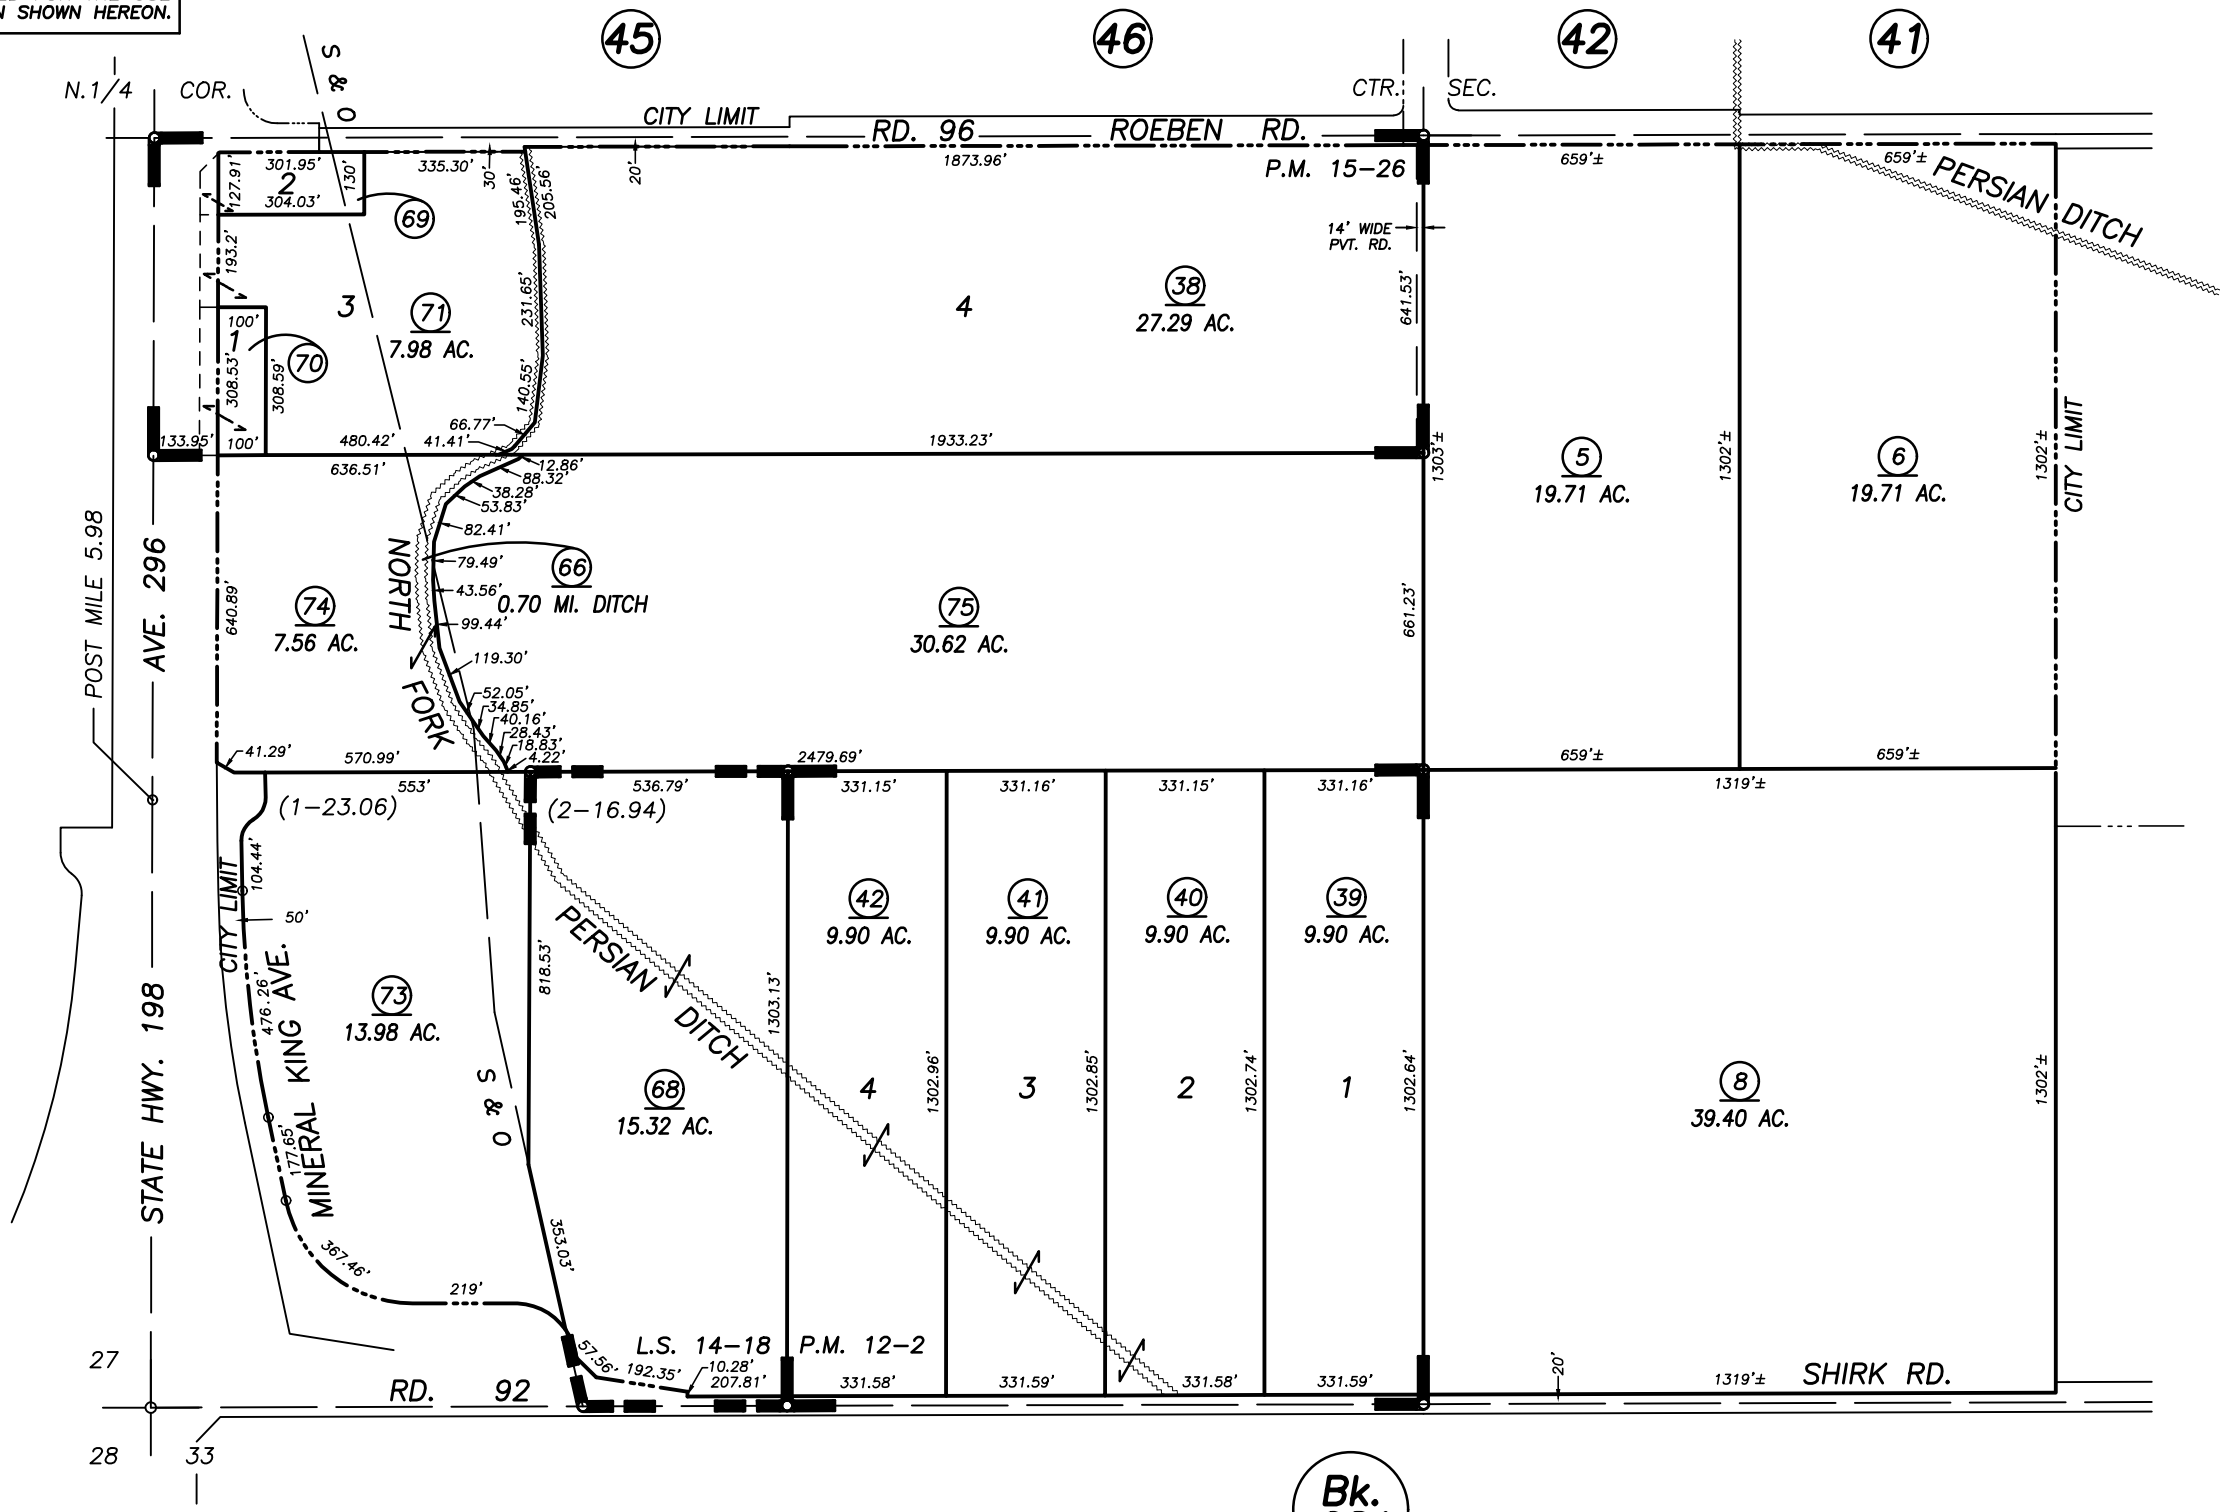 N SHOWN HEREON.
45
46
42
41
S & O
N.1/4 COR.
CTR. SEC.
CITY LIMIT
RD. 96 ROEBEN RD.
301.95'
335.30'
30'
20'
1873.96'
P.M. 15-26
659'±
659'±
127.91'
2
130'
304.03'
69
195.46'
205.56'
PERSIAN DITCH
14' WIDE
PVT. RD.
193.2'
3
71
7.98 AC.
231.65'
4
38
27.29 AC.
641.53'
100'
1
70
308.53'
308.59'
140.55'
66.77'
133.95'
100'
480.42'
41.41'
1933.23'
636.51'
12.86'
88.32'
38.28'
53.83'
82.41'
79.49'
43.56'
99.44'
119.30'
52.05'
34.85'
40.16'
28.43'
18.83'
4.22'
1303'±
5
19.71 AC.
1302'±
6
19.71 AC.
1302'±
CITY LIMIT
POST MILE 5.98
AVE. 296
640.89'
74
7.56 AC.
NORTH
FORK
66
0.70 MI. DITCH
75
30.62 AC.
661.23'
41.29'
570.99'
2479.69'
659'±
659'±
553'
536.79'
331.15'
331.16'
331.15'
331.16'
1319'±
(1-23.06)
(2-16.94)
CITY LIMIT
104.44'
50'
476.26'
MINERAL KING AVE.
177.65'
367.46'
219'
STATE HWY. 198
73
13.98 AC.
S & O
818.53'
353.03'
PERSIAN
DITCH
68
15.32 AC.
1303.13'
42
9.90 AC.
41
9.90 AC.
40
9.90 AC.
39
9.90 AC.
4
1302.96'
3
1302.85'
2
1302.74'
1
1302.64'
8
39.40 AC.
1302'±
27
L.S. 14-18
P.M. 12-2
57.56'
192.35'
10.28'
207.81'
331.58'
331.59'
331.58'
331.59'
20'
1319'±
SHIRK RD.
RD. 92
28
33
Bk.